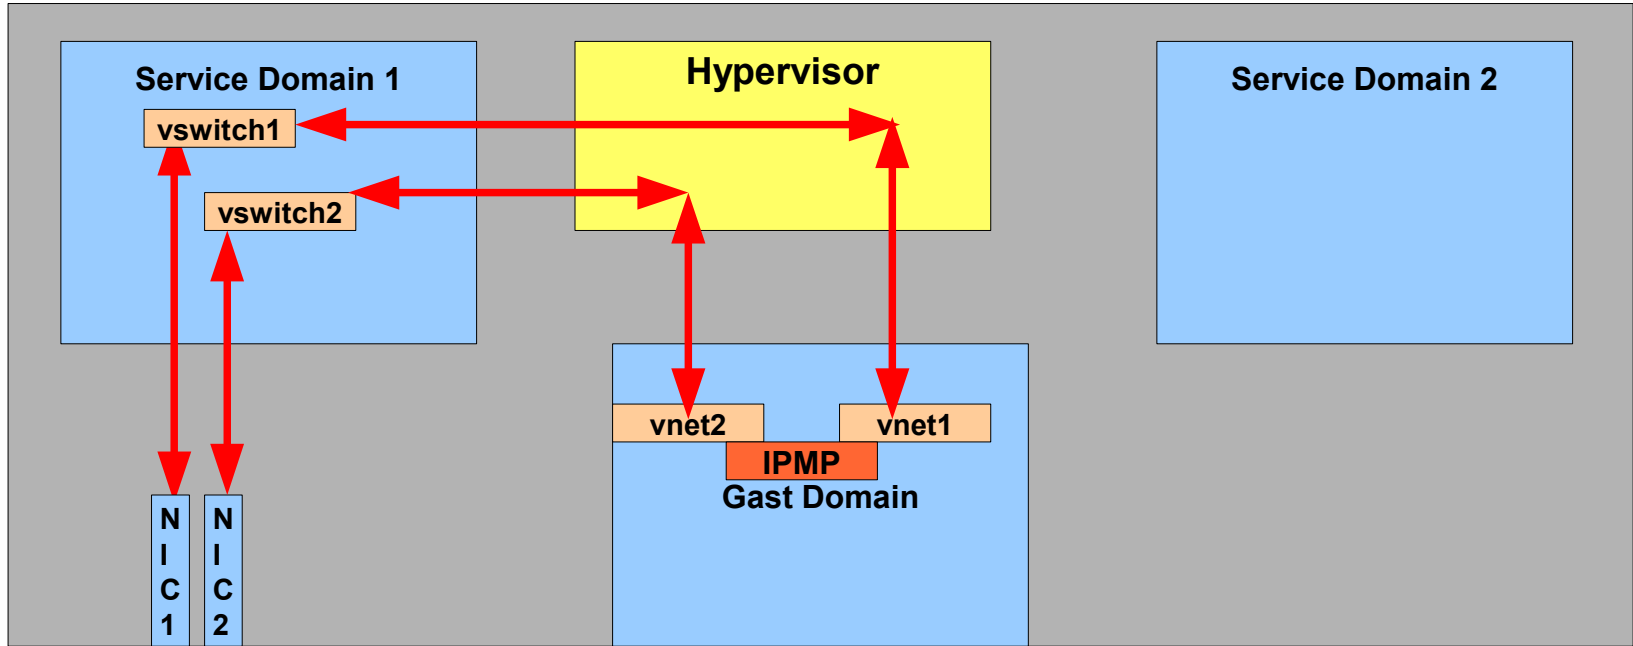 Service Domain 1
Hypervisor
Service Domain 2
vswitch1
vswitch2
vnet2
vnet1
IPMP
Gast Domain
N
I
C
1
N
I
C
2